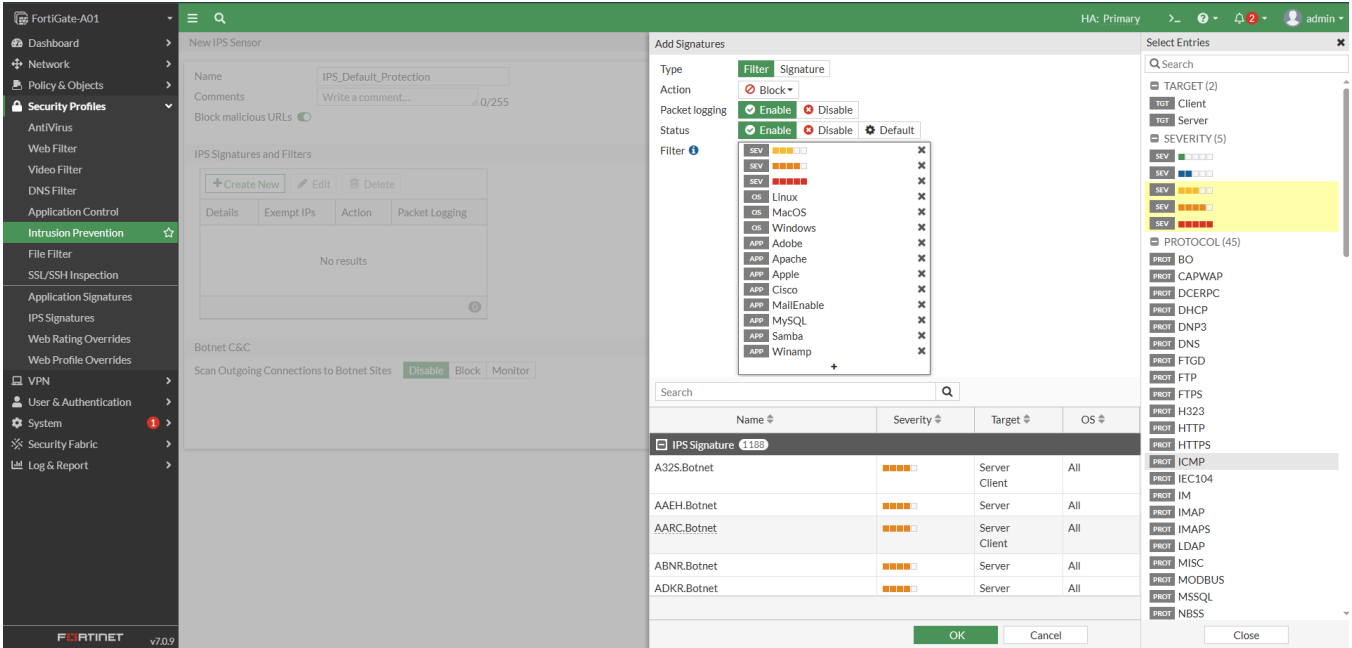 FortiGate-A01
HA: Primary
>_
2
admin
Dashboard
Network
Policy & Objects
Security Profiles
AntiVirus
Web Filter
Video Filter
DNS Filter
Application Control
Intrusion Prevention
File Filter
SSL/SSH Inspection
Application Signatures
IPS Signatures
Web Rating Overrides
Web Profile Overrides
VPN
User & Authentication
System 1
Security Fabric
Log & Report
FORTINET v7.0.9
New IPS Sensor
Name IPS_Default_Protection
Comments Write a comment... 0/255
Block malicious URLs
IPS Signatures and Filters
Create New Edit Delete
Details Exempt IPs Action Packet Logging
No results
0
Botnet C&C
Scan Outgoing Connections to Botnet Sites Disable Block Monitor
Add Signatures
Type Filter Signature
Action Block
Packet logging Enable Disable
Status Enable Disable Default
Filter
SEV
SEV
SEV
OS Linux
OS MacOS
OS Windows
APP Adobe
APP Apache
APP Apple
APP Cisco
APP MailEnable
APP MySQL
APP Samba
APP Winamp
+
Search
Name Severity Target OS
IPS Signature 1188
A32S.Botnet Server All
Client
AAEH.Botnet Server All
AARC.Botnet Server All
Client
ABNR.Botnet Server All
ADKR.Botnet Server All
OK Cancel
Select Entries
Search
TARGET (2)
TGT Client
TGT Server
SEVERITY (5)
SEV
SEV
SEV
SEV
SEV
PROTOCOL (45)
PROT BO
PROT CAPWAP
PROT DCERPC
PROT DHCP
PROT DNP3
PROT DNS
PROT FTGD
PROT FTP
PROT FTPS
PROT H323
PROT HTTP
PROT HTTPS
PROT ICMP
PROT IEC104
PROT IM
PROT IMAP
PROT IMAPS
PROT LDAP
PROT MISC
PROT MODBUS
PROT MSSQL
PROT NBSS
Close